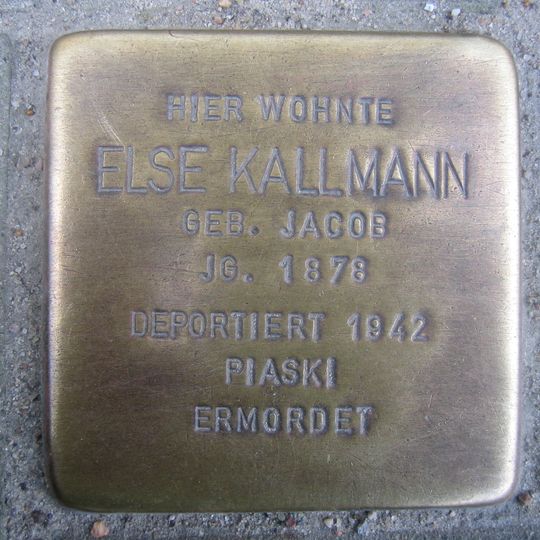 HIER WOHNTE
ELSE KALLMANN
GEB. JACOB
JG. 1878
DEPORTIERT 1942
PIASKI
ERMORDET